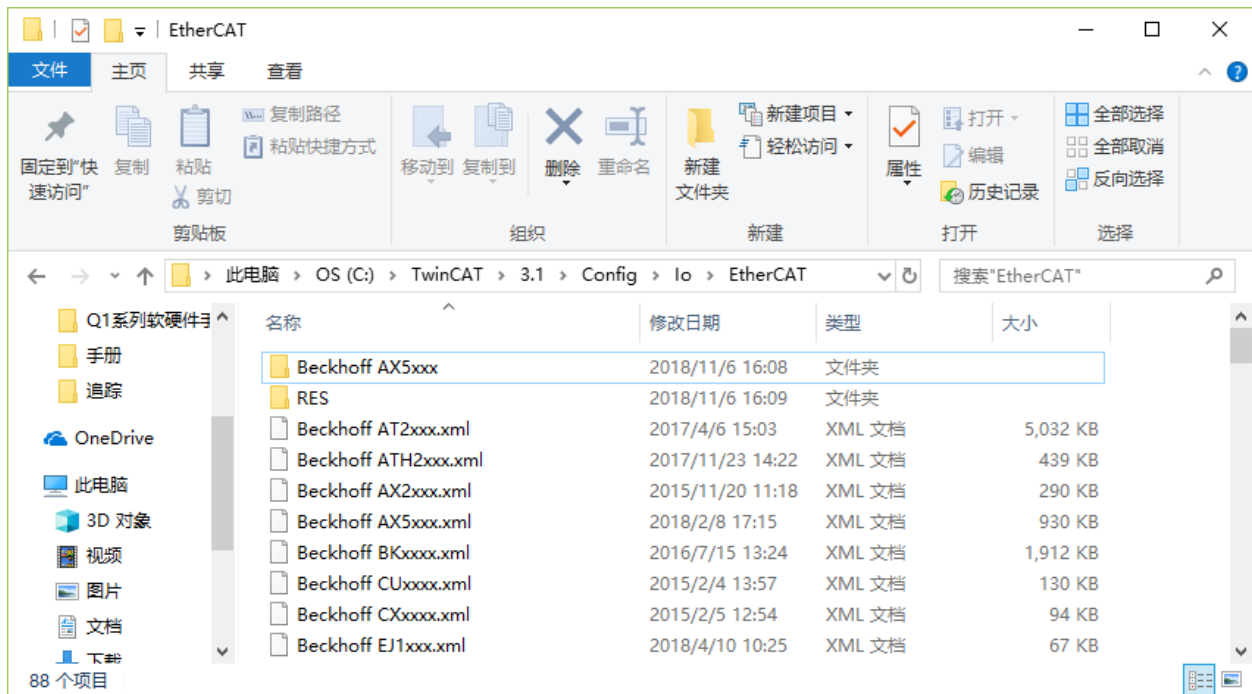 EtherCAT
文件 主页 共享 查看
固定到"快速访问" 复制 粘贴 剪切 复制路径 粘贴快捷方式
剪贴板
移动到 复制到 删除 重命名
组织
新建文件夹 新建项目 轻松访问
新建
属性 打开 编辑 历史记录
打开
全部选择 全部取消 反向选择
选择
此电脑 > OS (C:) > TwinCAT > 3.1 > Config > Io > EtherCAT
搜索"EtherCAT"
Q1系列软硬件手
手册
追踪
OneDrive
此电脑
3D 对象
视频
图片
文档
下载
名称 修改日期 类型 大小
Beckhoff AX5xxx 2018/11/6 16:08 文件夹
RES 2018/11/6 16:09 文件夹
Beckhoff AT2xxx.xml 2017/4/6 15:03 XML 文档 5,032 KB
Beckhoff ATH2xxx.xml 2017/11/23 14:22 XML 文档 439 KB
Beckhoff AX2xxx.xml 2015/11/20 11:18 XML 文档 290 KB
Beckhoff AX5xxx.xml 2018/2/8 17:15 XML 文档 930 KB
Beckhoff BKxxxx.xml 2016/7/15 13:24 XML 文档 1,912 KB
Beckhoff CUxxxx.xml 2015/2/4 13:57 XML 文档 130 KB
Beckhoff CXxxxx.xml 2015/2/5 12:54 XML 文档 94 KB
Beckhoff EJ1xxx.xml 2018/4/10 10:25 XML 文档 67 KB
88 个项目